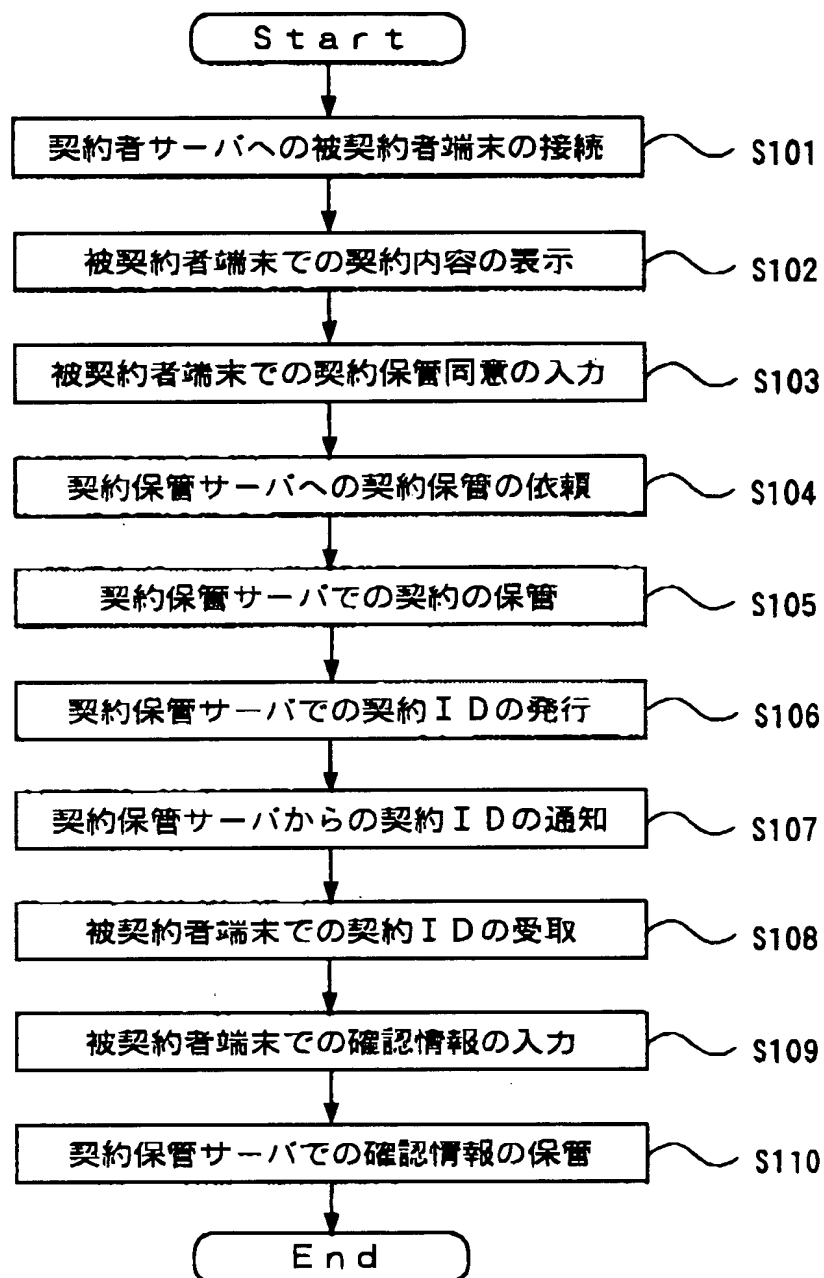 Start
契約者サーバへの被契約者端末の接続 S101
被契約者端末での契約内容の表示 S102
被契約者端末での契約保管同意の入力 S103
契約保管サーバへの契約保管の依頼 S104
契約保管サーバでの契約の保管 S105
契約保管サーバでの契約IDの発行 S106
契約保管サーバからの契約IDの通知 S107
被契約者端末での契約IDの受取 S108
被契約者端末での確認情報の入力 S109
契約保管サーバでの確認情報の保管 S110
End